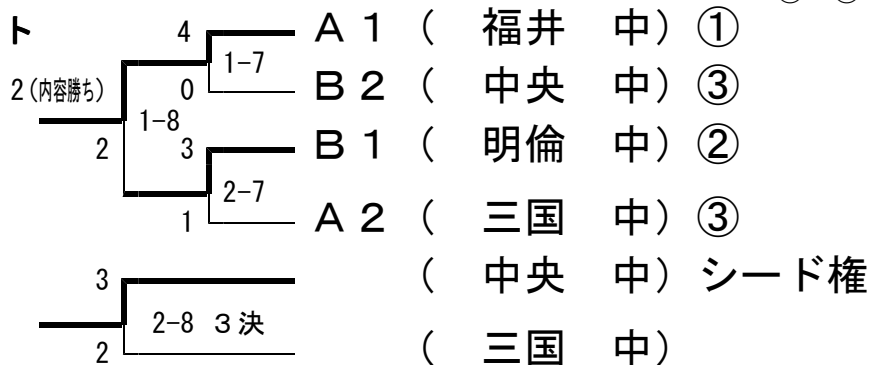 ト 4 A1 ( 福井 中) ①
1-7
2(内容勝ち) 0 B2 ( 中央 中) ③
1-8
2 3 B1 ( 明倫 中) ②
2-7
1 A2 ( 三国 中) ③
3 ( 中央 中) シード権
2-8 3決
2 ( 三国 中)